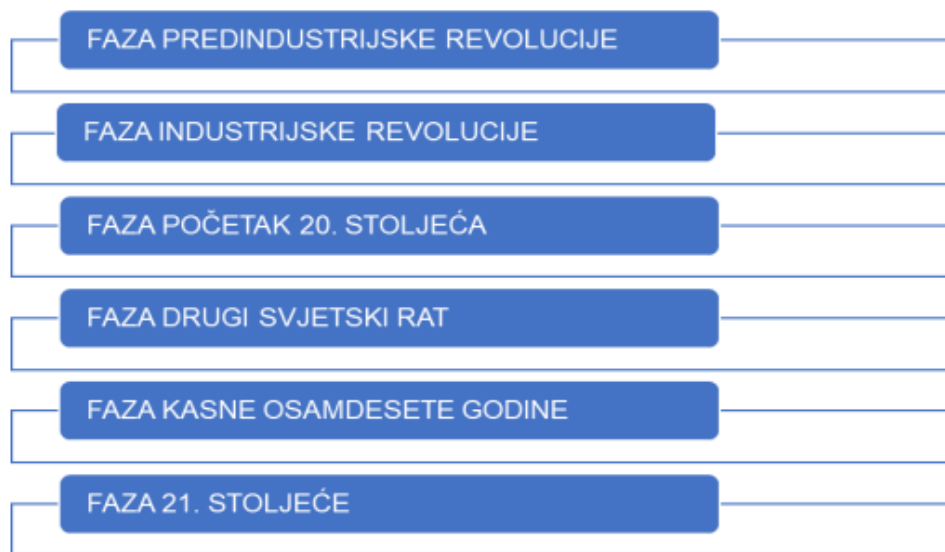 FAZA PREDINDUSTRIJSKE REVOLUCIJE
FAZA INDUSTRIJSKE REVOLUCIJE
FAZA POČETAK 20. STOLJEĆA
FAZA DRUGI SVJETSKI RAT
FAZA KASNE OSAMDESETE GODINE
FAZA 21. STOLJEĆE